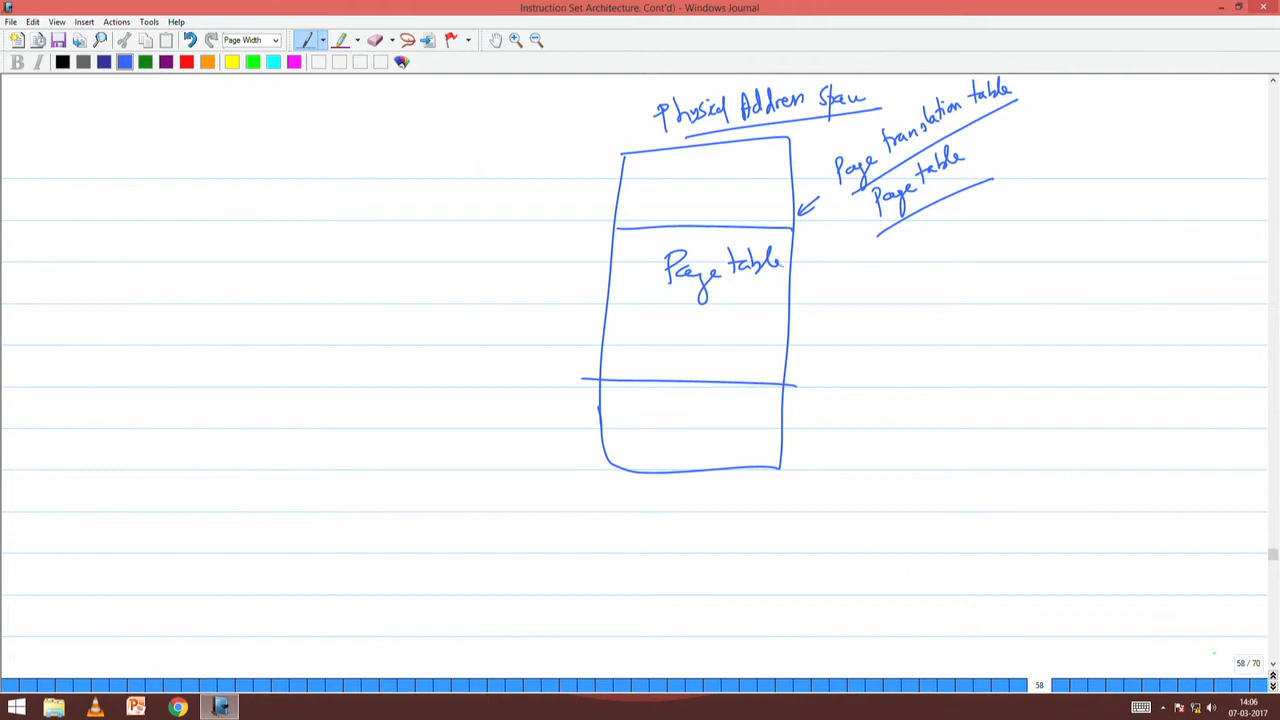 Instruction Set Architecture. Cont'd) - Windows Journal
File Edit View Insert Actions Tools Help
Page Width
B I
Physical Address Space
Page translation table
Page table
Page table
58 / 70
58
14:06
07-03-2017